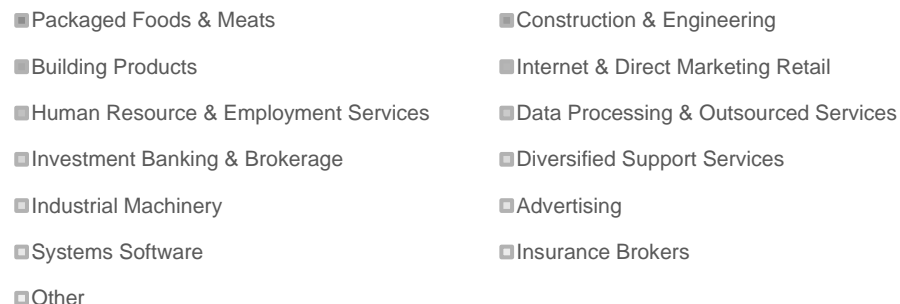 Packaged Foods & Meats
Construction & Engineering
Building Products
Internet & Direct Marketing Retail
Human Resource & Employment Services
Data Processing & Outsourced Services
Investment Banking & Brokerage
Diversified Support Services
Industrial Machinery
Advertising
Systems Software
Insurance Brokers
Other